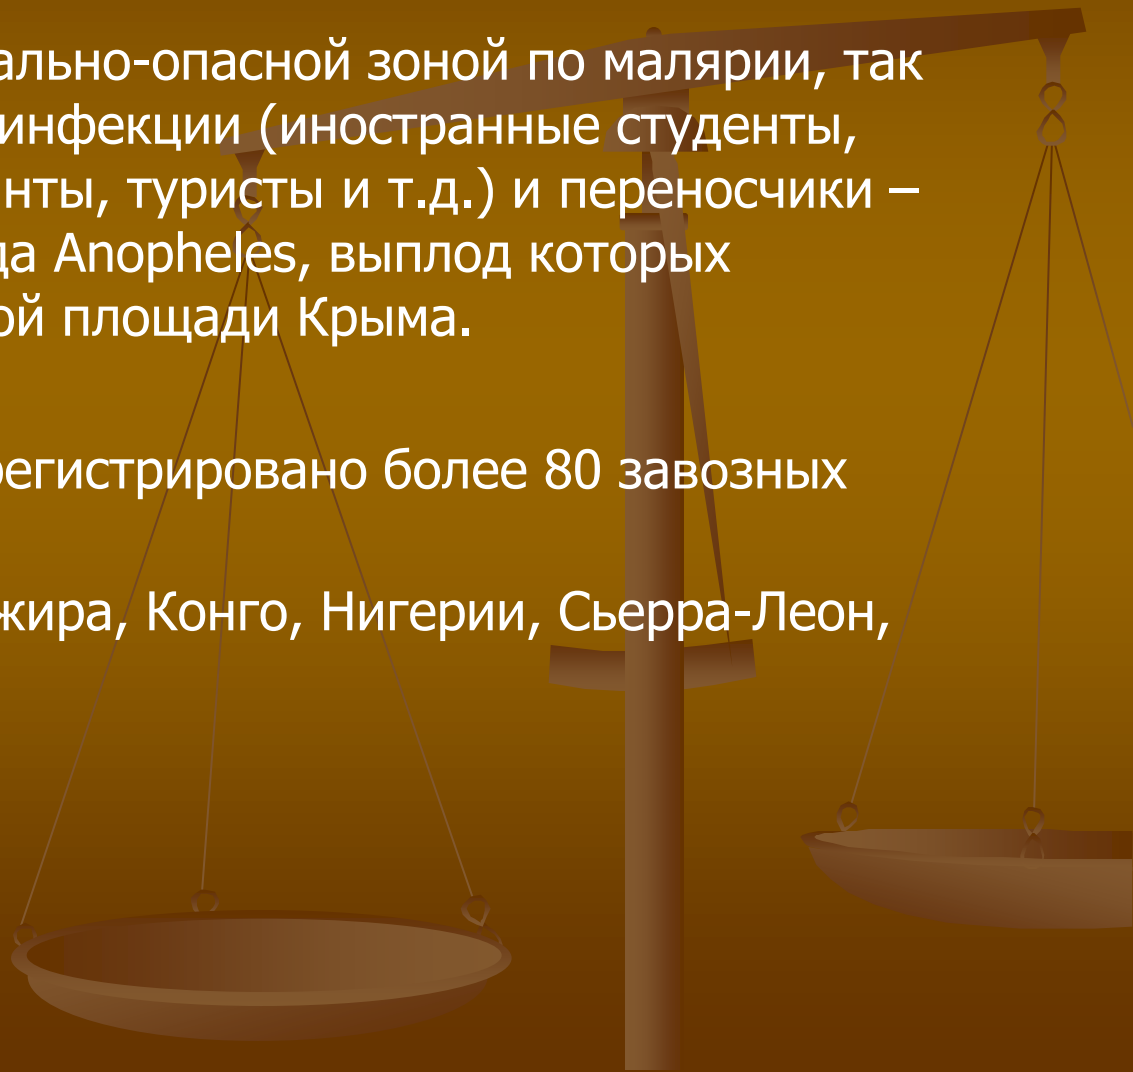 ально-опасной зоной по малярии, так
инфекции (иностранные студенты,
нты, туристы и т.д.) и переносчики –
да Anopheles, выплод которых
ой площади Крыма.
регистрировано более 80 завозных
жира, Конго, Нигерии, Сьерра-Леон,